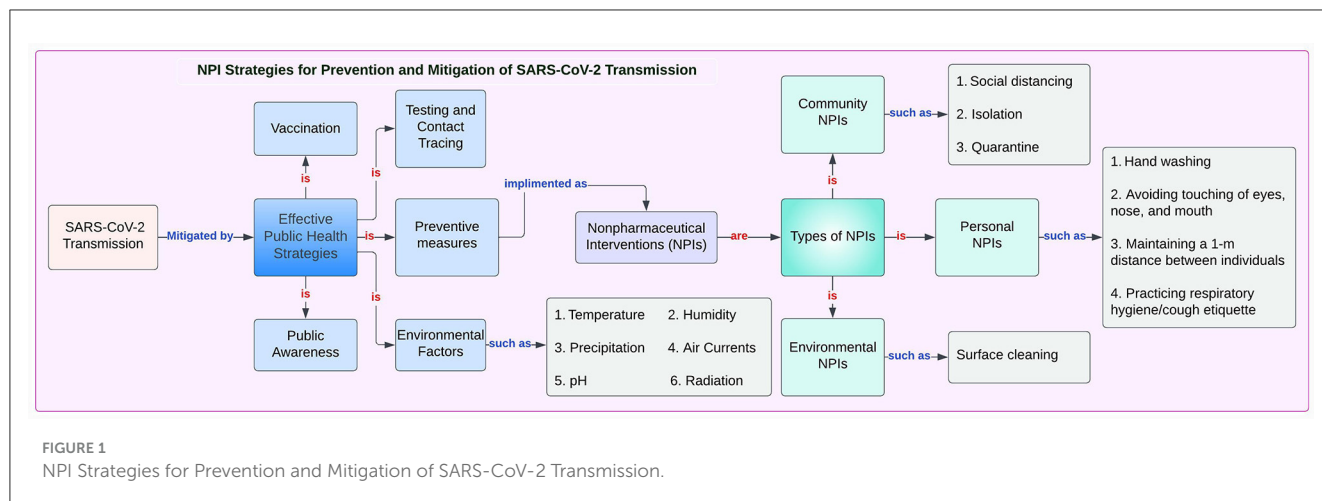 NPI Strategies for Prevention and Mitigation of SARS-CoV-2 Transmission
SARS-CoV-2
Transmission
Mitigated by
Effective
Public Health
Strategies
is
Vaccination
is
Testing and
Contact
Tracing
is
Preventive
measures
is
Public
Awareness
is
Environmental
Factors
such as
1. Temperature
2. Humidity
3. Precipitation
4. Air Currents
5. pH
6. Radiation
implimented as
Nonpharmaceutical
Interventions (NPIs)
are
Types of NPIs
is
Community
NPIs
such as
1. Social distancing
2. Isolation
3. Quarantine
is
Personal
NPIs
such as
1. Hand washing
2. Avoiding touching of eyes,
nose, and mouth
3. Maintaining a 1-m
distance between individuals
4. Practicing respiratory
hygiene/cough etiquette
is
Environmental
NPIs
such as
Surface cleaning
FIGURE 1
NPI Strategies for Prevention and Mitigation of SARS-CoV-2 Transmission.